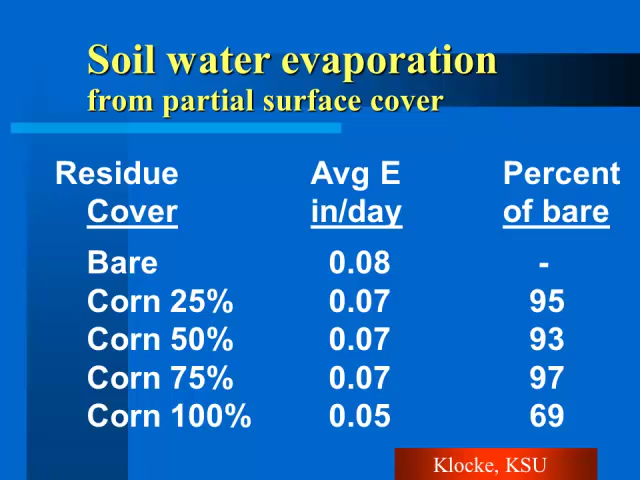 Soil water evaporation
from partial surface cover
Residue Cover Avg E in/day Percent of bare
Bare 0.08 -
Corn 25% 0.07 95
Corn 50% 0.07 93
Corn 75% 0.07 97
Corn 100% 0.05 69
Klocke, KSU